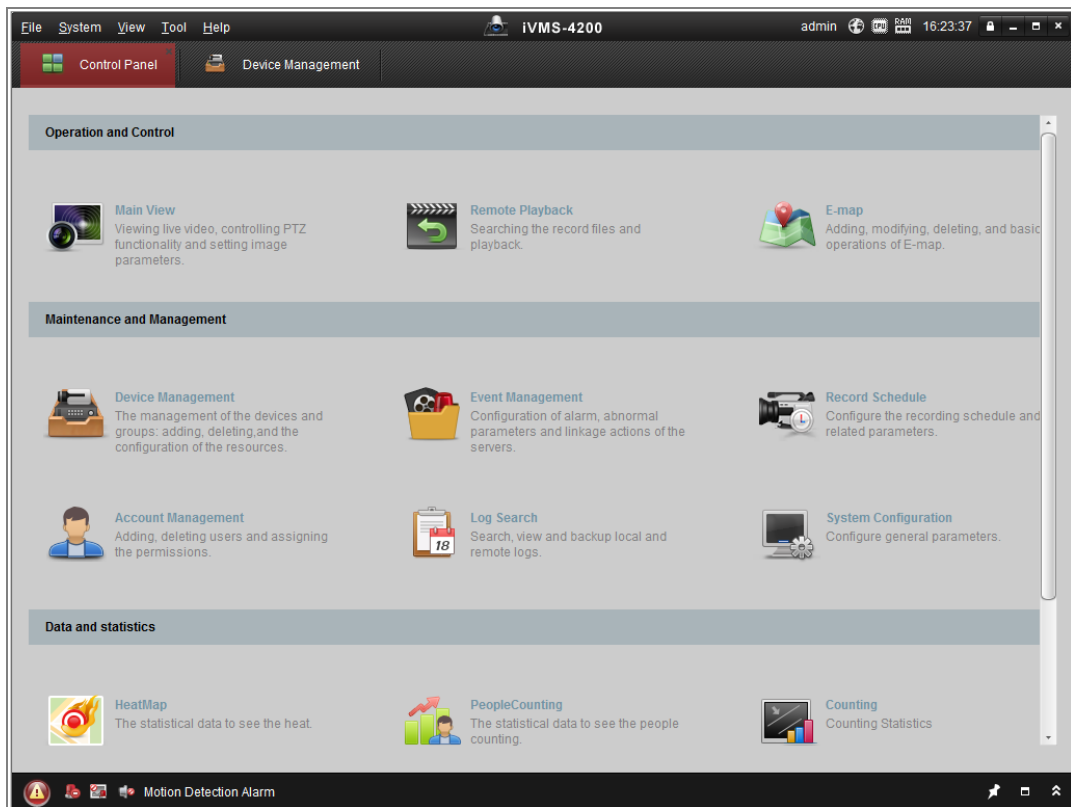 File System View Tool Help iVMS-4200 admin CPU RAM 16:23:37
Control Panel Device Management
Operation and Control
Main View
Viewing live video, controlling PTZ
functionality and setting image
parameters.
Remote Playback
Searching the record files and
playback.
E-map
Adding, modifying, deleting, and basic
operations of E-map.
Maintenance and Management
Device Management
The management of the devices and
groups: adding, deleting,and the
configuration of the resources.
Event Management
Configuration of alarm, abnormal
parameters and linkage actions of the
servers.
Record Schedule
Configure the recording schedule and
related parameters.
Account Management
Adding, deleting users and assigning
the permissions.
18
Log Search
Search, view and backup local and
remote logs.
System Configuration
Configure general parameters.
Data and statistics
HeatMap
The statistical data to see the heat.
PeopleCounting
The statistical data to see the people
counting.
Counting
Counting Statistics
Motion Detection Alarm